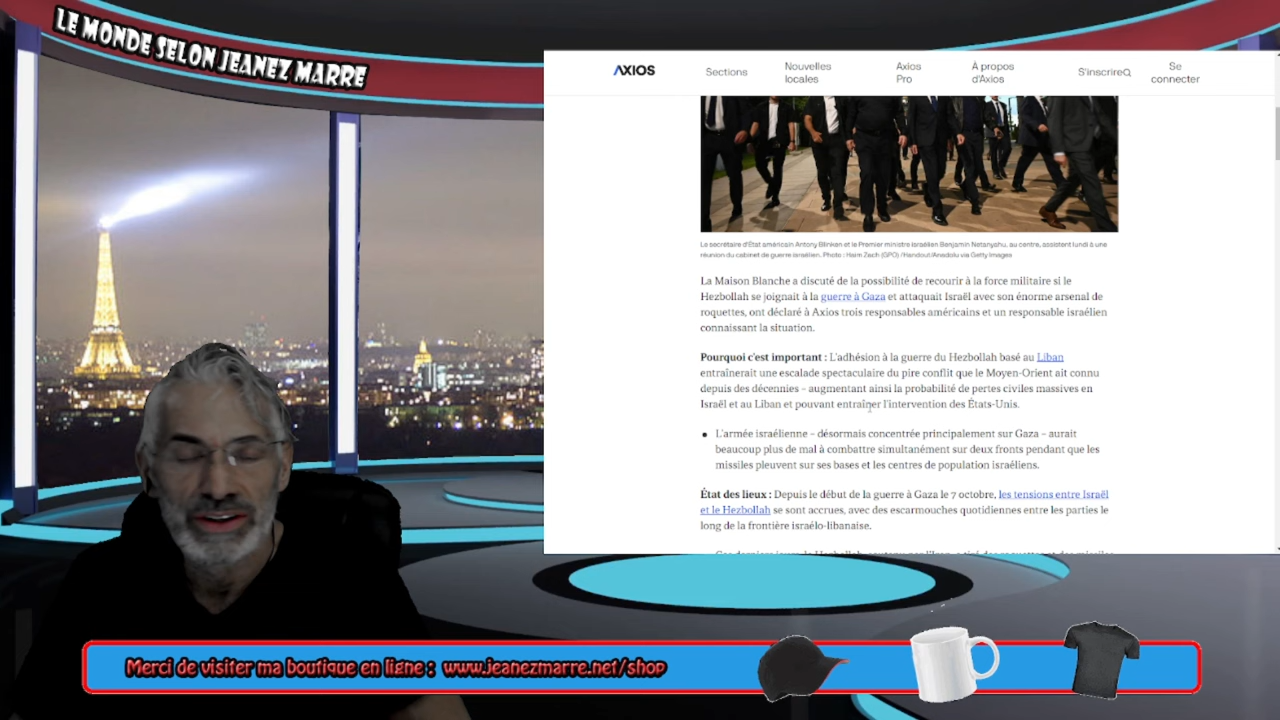 LE MONDE SELON JEANEZ MARRE
AXIOS
Sections
Nouvelles
locales
Axios
Pro
À propos
d'Axios
S'inscrire
Se
connecter
Le secrétaire d'État américain Antony Blinken et le Premier ministre israélien Benjamin Netanyahu, au centre, assistent lundi à une
réunion du cabinet de guerre israélien. Photo : Haim Zach (GPO) /Handout/Anadolu via Getty Images
La Maison Blanche a discuté de la possibilité de recourir à la force militaire si le
Hezbollah se joignait à la guerre à Gaza et attaquait Israël avec son énorme arsenal de
roquettes, ont déclaré à Axios trois responsables américains et un responsable israélien
connaissant la situation.
Pourquoi c'est important : L'adhésion à la guerre du Hezbollah basé au Liban
entraînerait une escalade spectaculaire du pire conflit que le Moyen-Orient ait connu
depuis des décennies – augmentant ainsi la probabilité de pertes civiles massives en
Israël et au Liban et pouvant entraîner l'intervention des États-Unis.
• L'armée israélienne – désormais concentrée principalement sur Gaza – aurait
beaucoup plus de mal à combattre simultanément sur deux fronts pendant que les
missiles pleuvent sur ses bases et les centres de population israéliens.
État des lieux : Depuis le début de la guerre à Gaza le 7 octobre, les tensions entre Israël
et le Hezbollah se sont accrues, avec des escarmouches quotidiennes entre les parties le
long de la frontière israélo-libanaise.
Merci de visiter ma boutique en ligne : www.jeanezmarre.net/shop